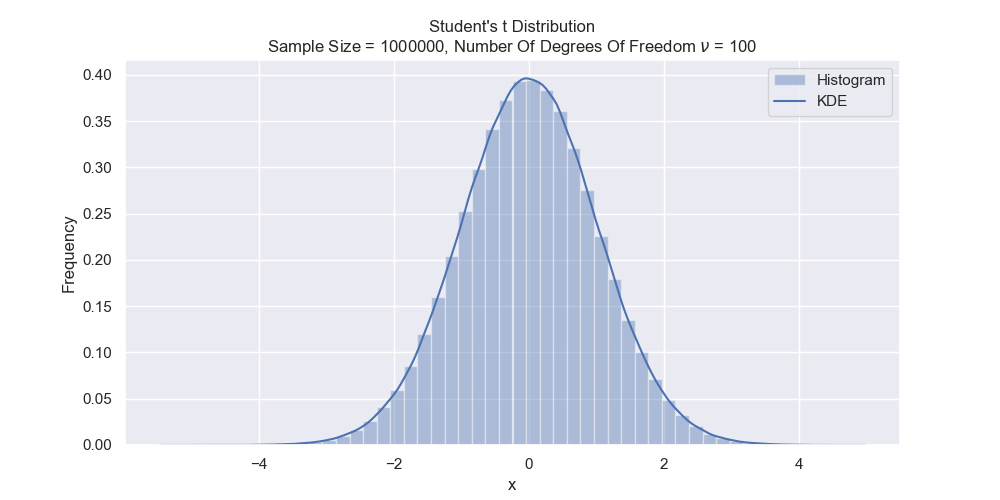 Student's t Distribution
Sample Size = 1000000, Number Of Degrees Of Freedom ν = 100
Histogram
KDE
Frequency
0.40
0.35
0.30
0.25
0.20
0.15
0.10
0.05
0.00
−4
−2
0
2
4
x